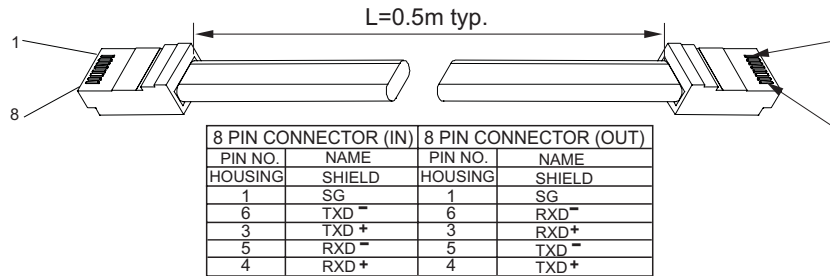 L=0.5m typ.
1
8
8 PIN CONNECTOR (IN) 8 PIN CONNECTOR (OUT)
PIN NO. NAME PIN NO. NAME
HOUSING SHIELD HOUSING SHIELD
1 SG 1 SG
6 TXD- 6 RXD-
3 TXD+ 3 RXD+
5 RXD- 5 TXD-
4 RXD+ 4 TXD+